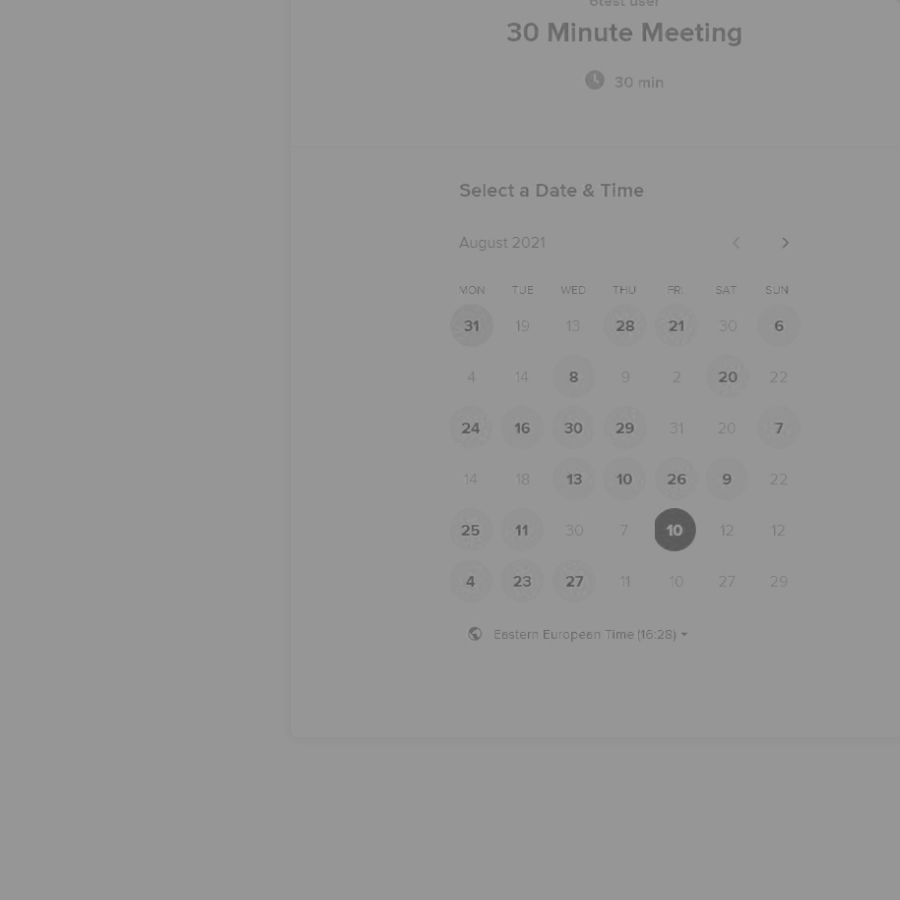 6test user
30 Minute Meeting
30 min
Select a Date & Time
August 2021
MON TUE WED THU FRI SAT SUN
31 19 13 28 21 30 6
4 14 8 9 2 20 22
24 16 30 29 31 20 7
14 18 13 10 26 9 22
25 11 30 7 10 12 12
4 23 27 11 10 27 29
Eastern European Time (16:28)